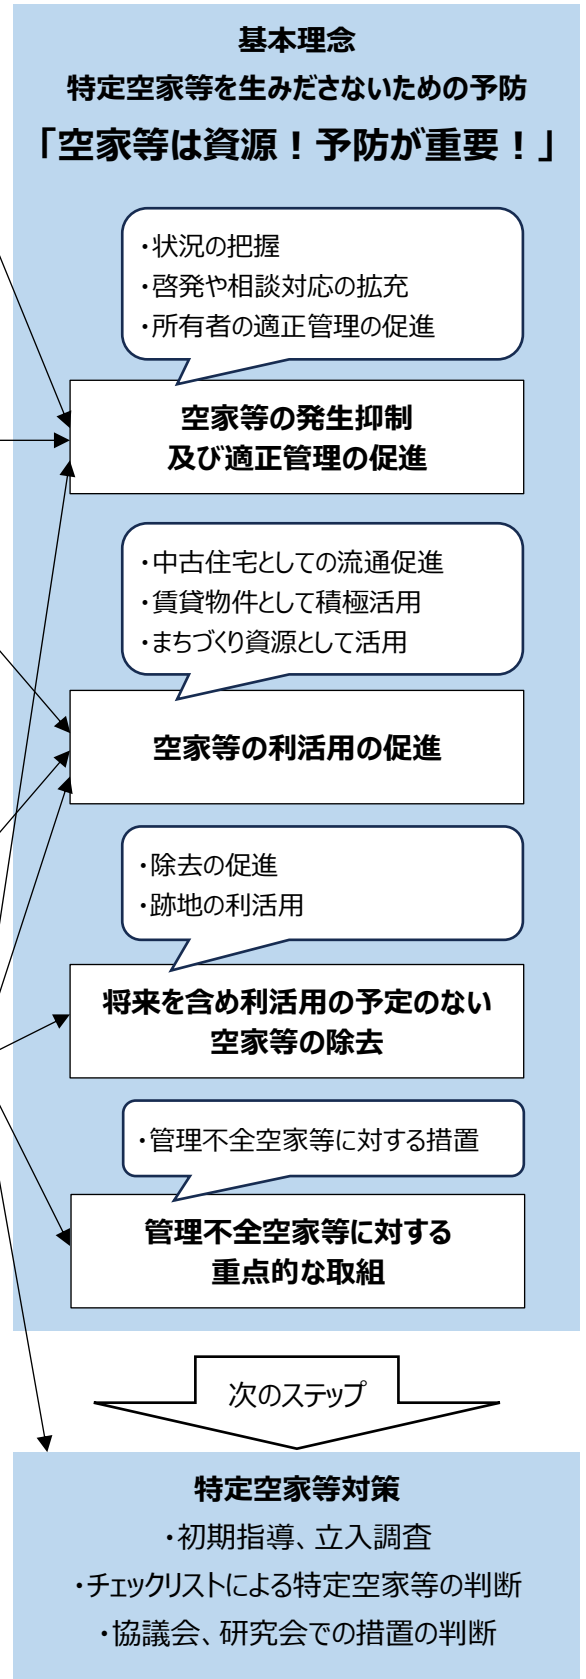 基本理念
特定空家等を生みださないための予防
「空家等は資源！予防が重要！」
・状況の把握
・啓発や相談対応の拡充
・所有者の適正管理の促進
空家等の発生抑制
及び適正管理の促進
・中古住宅としての流通促進
・賃貸物件として積極活用
・まちづくり資源として活用
空家等の利活用の促進
・除去の促進
・跡地の利活用
将来を含め利活用の予定のない
空家等の除去
・管理不全空家等に対する措置
管理不全空家等に対する
重点的な取組
次のステップ
特定空家等対策
・初期指導、立入調査
・チェックリストによる特定空家等の判断
・協議会、研究会での措置の判断